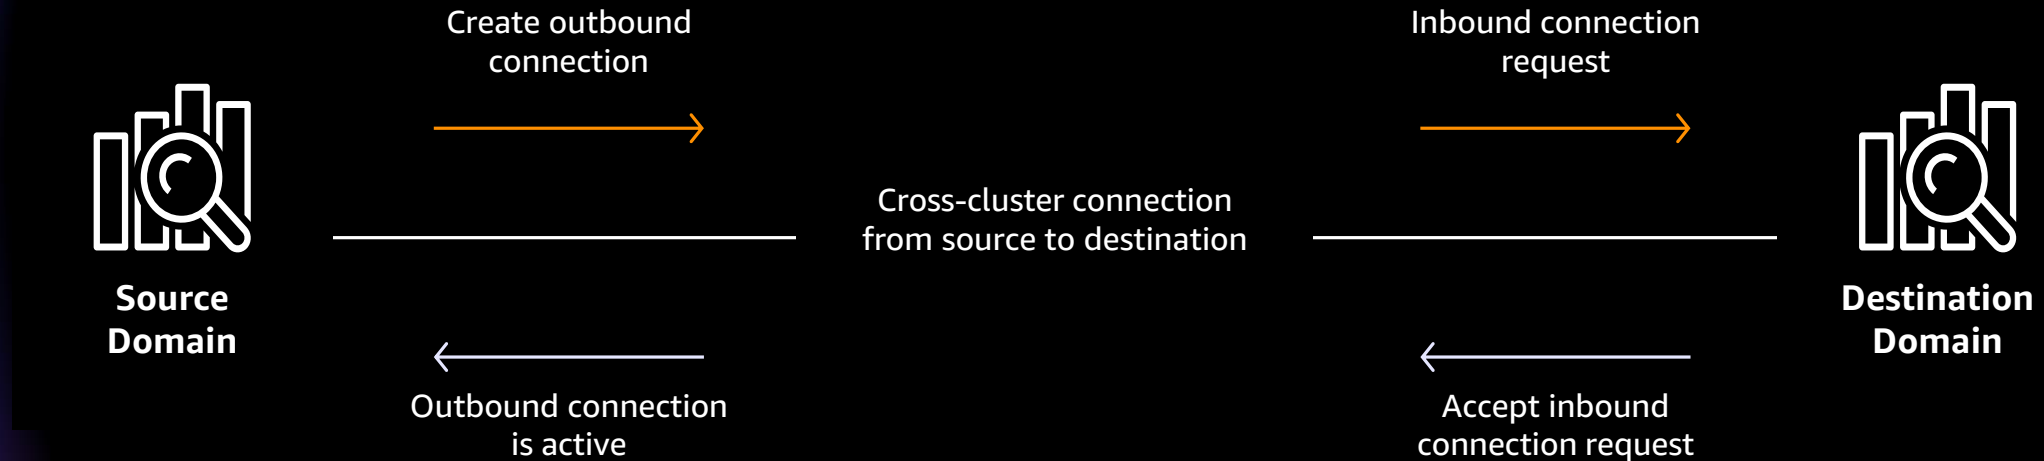 Create outbound
connection
Inbound connection
request
Cross-cluster connection
from source to destination
Source
Domain
Destination
Domain
Outbound connection
is active
Accept inbound
connection request